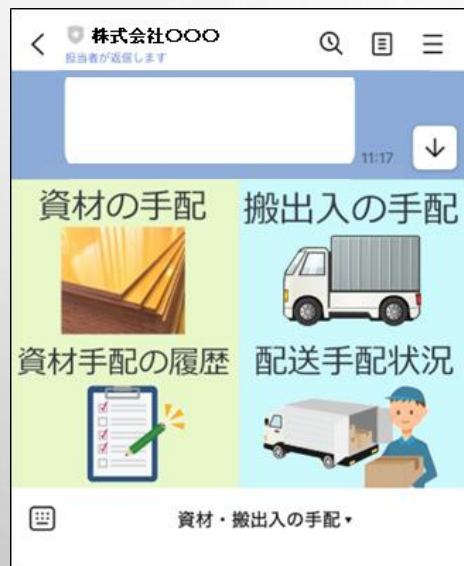 株式会社〇〇〇
担当者が返信します
11:17
資材の手配
搬出入の手配
資材手配の履歴
配送手配状況
資材・搬出入の手配▾